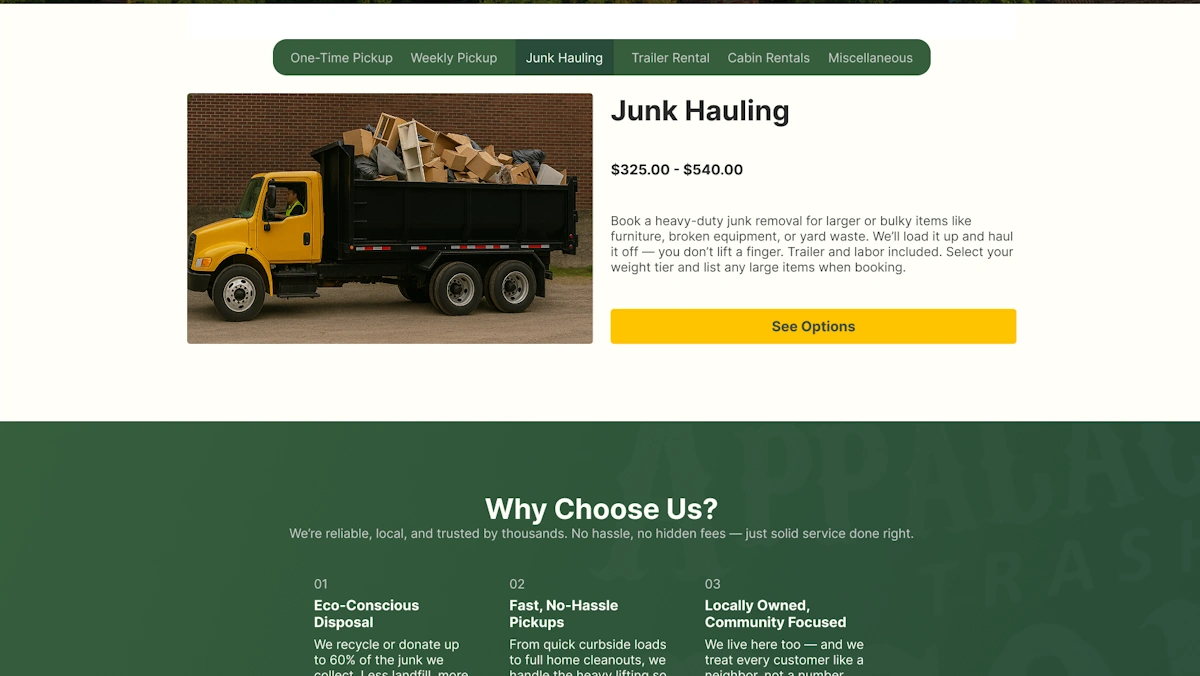 One-Time Pickup Weekly Pickup Junk Hauling Trailer Rental Cabin Rentals Miscellaneous
Junk Hauling
$325.00 - $540.00
Book a heavy-duty junk removal for larger or bulky items like
furniture, broken equipment, or yard waste. We’ll load it up and haul
it off — you don’t lift a finger. Trailer and labor included. Select your
weight tier and list any large items when booking.
See Options
Why Choose Us?
We’re reliable, local, and trusted by thousands. No hassle, no hidden fees — just solid service done right.
01
Eco-Conscious
Disposal
We recycle or donate up
to 60% of the junk we
collect. Less landfill, more
02
Fast, No-Hassle
Pickups
From quick curbside loads
to full home cleanouts, we
handle the heavy lifting so
03
Locally Owned,
Community Focused
We live here too — and we
treat every customer like a
neighbor, not a number.